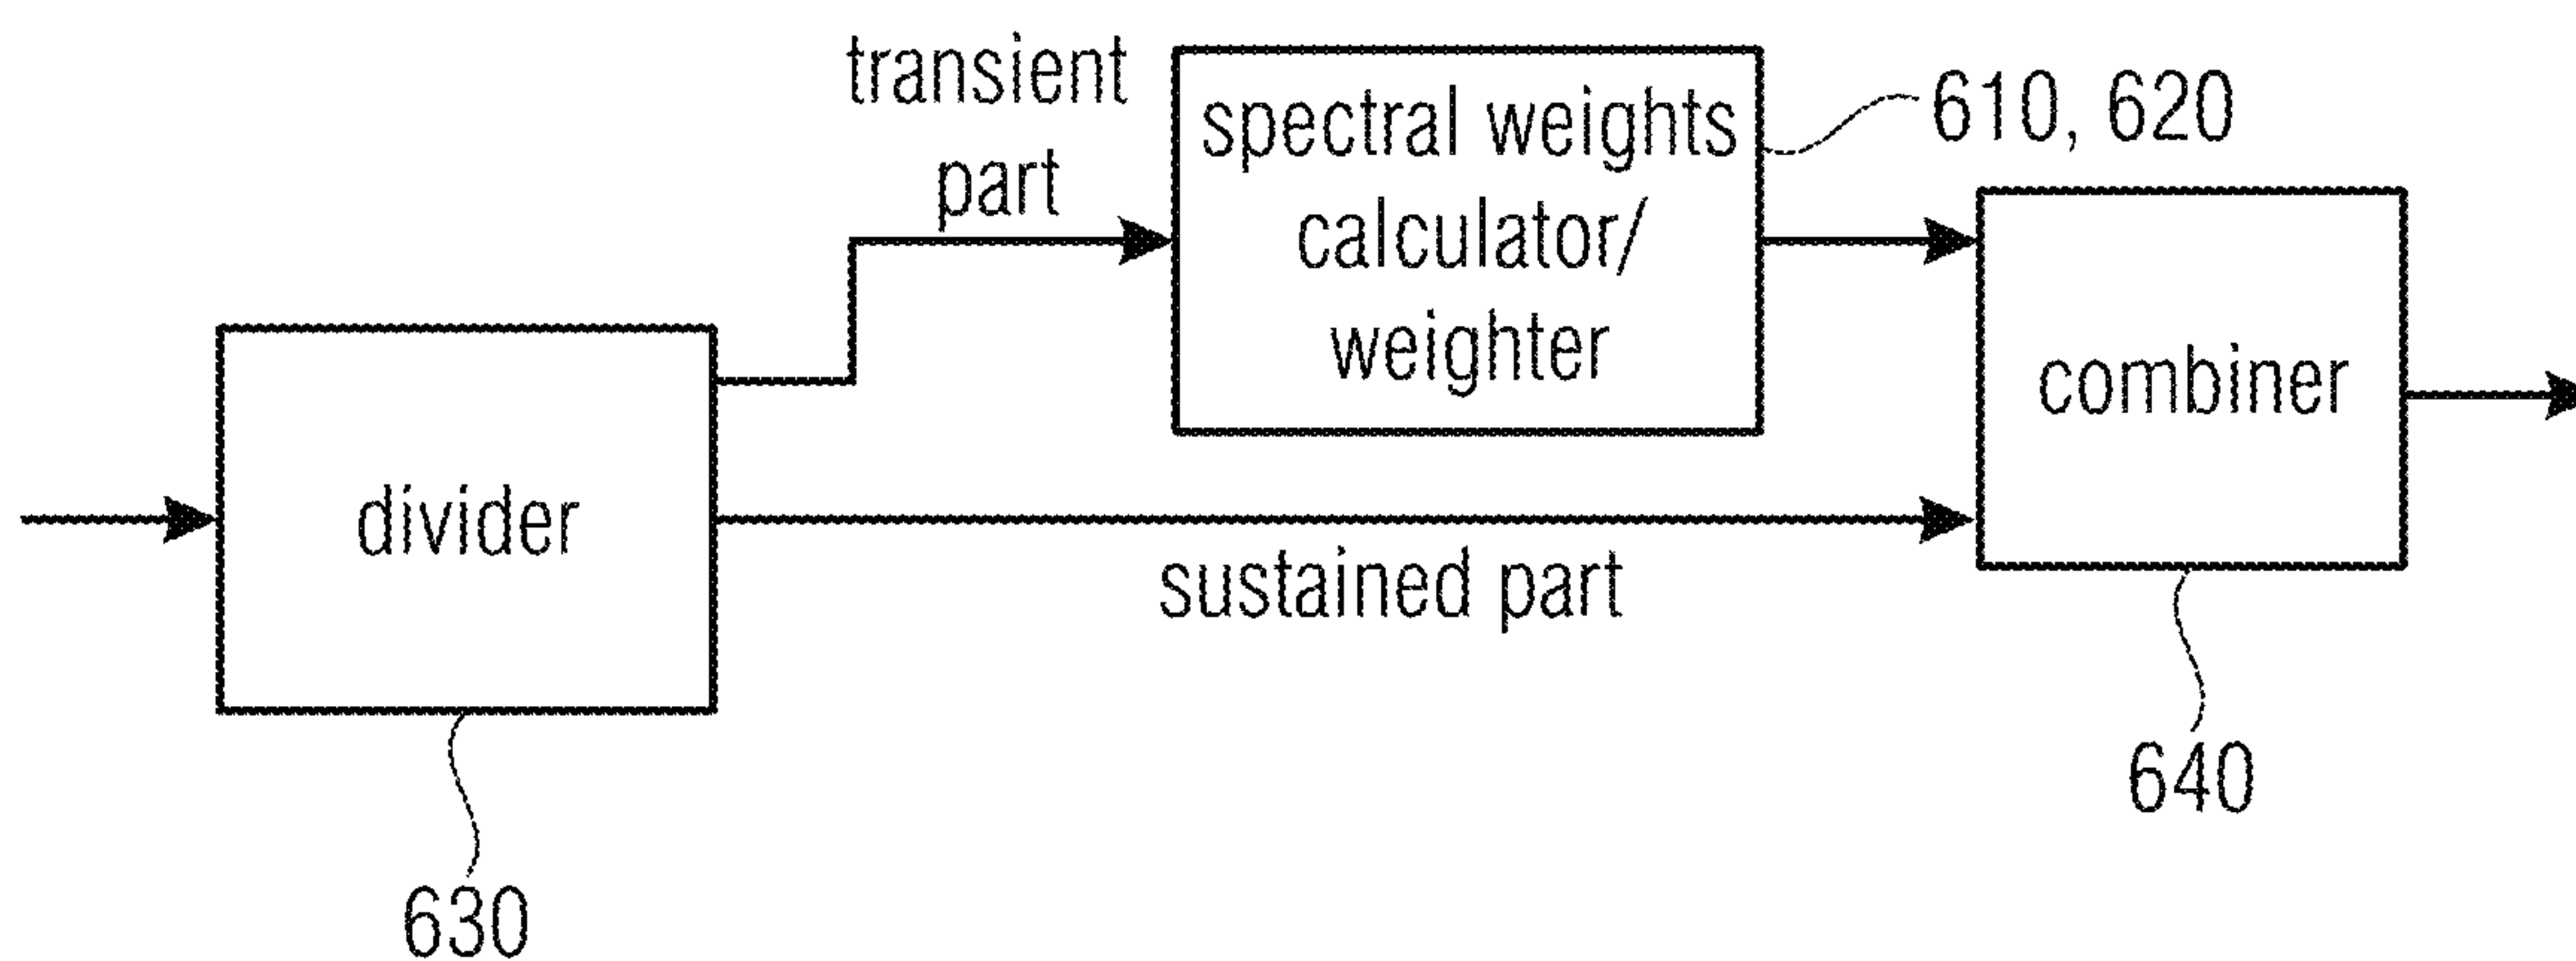 transient
part
spectral weights
calculator/
weighter
610, 620
combiner
divider
sustained part
640
630